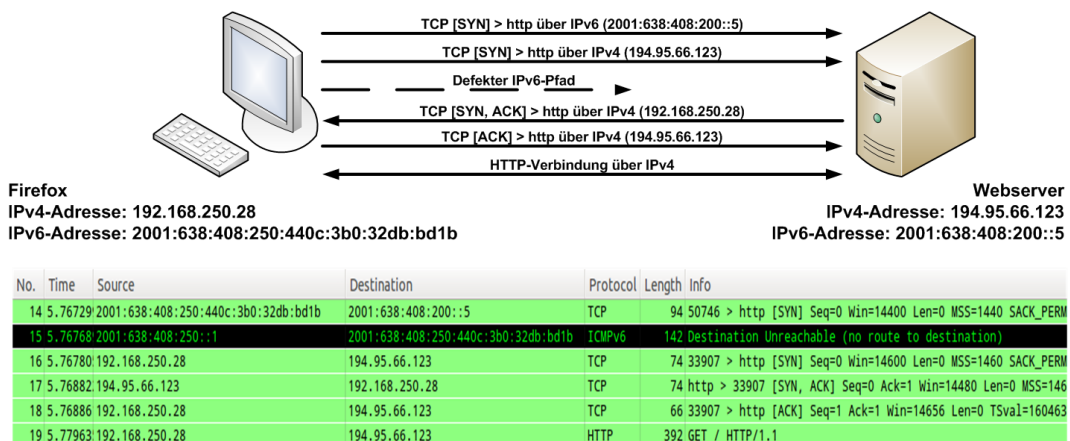 TCP [SYN] > http über IPv6 (2001:638:408:200::5)
TCP [SYN] > http über IPv4 (194.95.66.123)
Defekter IPv6-Pfad
TCP [SYN, ACK] > http über IPv4 (192.168.250.28)
TCP [ACK] > http über IPv4 (194.95.66.123)
HTTP-Verbindung über IPv4
Firefox
IPv4-Adresse: 192.168.250.28
IPv6-Adresse: 2001:638:408:250:440c:3b0:32db:bd1b
Webserver
IPv4-Adresse: 194.95.66.123
IPv6-Adresse: 2001:638:408:200::5
No. Time Source Destination Protocol Length Info
14 5.76729 2001:638:408:250:440c:3b0:32db:bd1b 2001:638:408:200::5 TCP 94 50746 > http [SYN] Seq=0 Win=14400 Len=0 MSS=1440 SACK_PERM
15 5.76768 2001:638:408:250::1 2001:638:408:250:440c:3b0:32db:bd1b ICMPv6 142 Destination Unreachable (no route to destination)
16 5.76780 192.168.250.28 194.95.66.123 TCP 74 33907 > http [SYN] Seq=0 Win=14600 Len=0 MSS=1460 SACK_PERM
17 5.76882 194.95.66.123 192.168.250.28 TCP 74 http > 33907 [SYN, ACK] Seq=0 Ack=1 Win=14480 Len=0 MSS=146
18 5.76886 192.168.250.28 194.95.66.123 TCP 66 33907 > http [ACK] Seq=1 Ack=1 Win=14656 Len=0 TSval=160463
19 5.77963 192.168.250.28 194.95.66.123 HTTP 392 GET / HTTP/1.1